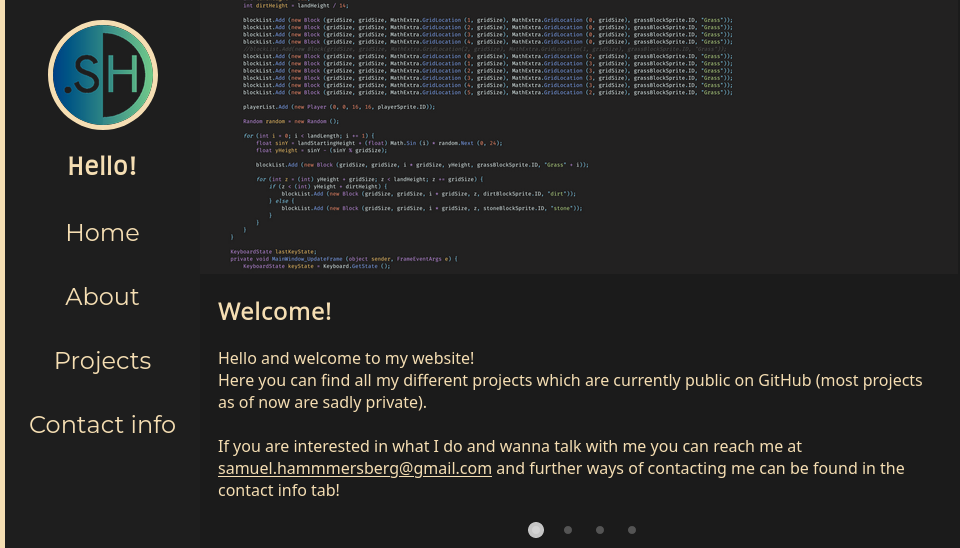 .SH
Hello!
Home
About
Projects
Contact info
int dirtHeight = landHeight / 14;
blockList.Add (new Block (gridSize, gridSize, MathExtra.GridLocation (1, gridSize), MathExtra.GridLocation (0, gridSize), grassBlockSprite.ID, "Grass"));
blockList.Add (new Block (gridSize, gridSize, MathExtra.GridLocation (2, gridSize), MathExtra.GridLocation (0, gridSize), grassBlockSprite.ID, "Grass"));
blockList.Add (new Block (gridSize, gridSize, MathExtra.GridLocation (3, gridSize), MathExtra.GridLocation (0, gridSize), grassBlockSprite.ID, "Grass"));
blockList.Add (new Block (gridSize, gridSize, MathExtra.GridLocation (4, gridSize), MathExtra.GridLocation (0, gridSize), grassBlockSprite.ID, "Grass"));
blockList.Add (new Block (gridSize, gridSize, MathExtra.GridLocation (0, gridSize), MathExtra.GridLocation (2, gridSize), grassBlockSprite.ID, "Grass"));
blockList.Add (new Block (gridSize, gridSize, MathExtra.GridLocation (1, gridSize), MathExtra.GridLocation (3, gridSize), grassBlockSprite.ID, "Grass"));
blockList.Add (new Block (gridSize, gridSize, MathExtra.GridLocation (2, gridSize), MathExtra.GridLocation (3, gridSize), grassBlockSprite.ID, "Grass"));
blockList.Add (new Block (gridSize, gridSize, MathExtra.GridLocation (3, gridSize), MathExtra.GridLocation (3, gridSize), grassBlockSprite.ID, "Grass"));
blockList.Add (new Block (gridSize, gridSize, MathExtra.GridLocation (4, gridSize), MathExtra.GridLocation (3, gridSize), grassBlockSprite.ID, "Grass"));
blockList.Add (new Block (gridSize, gridSize, MathExtra.GridLocation (5, gridSize), MathExtra.GridLocation (2, gridSize), grassBlockSprite.ID, "Grass"));
playerList.Add (new Player (0, 0, 16, 16, playerSprite.ID));
Random random = new Random ();
for (int i = 0; i < landLength; i += 1) {
float sinY = landStartingHeight + (float) Math.Sin (i) + random.Next (0, 24);
float yHeight = sinY - (sinY % gridSize);
blockList.Add (new Block (gridSize, gridSize, i * gridSize, yHeight, grassBlockSprite.ID, "Grass" + i));
for (int z = (int) yHeight + gridSize; z < landHeight; z += gridSize) {
if (z < (int) yHeight + dirtHeight) {
blockList.Add (new Block (gridSize, gridSize, i * gridSize, z, dirtBlockSprite.ID, "dirt"));
} else {
blockList.Add (new Block (gridSize, gridSize, i * gridSize, z, stoneBlockSprite.ID, "stone"));
}
}
}
}
KeyboardState lastKeyState;
private void MainWindow_UpdateFrame (object sender, FrameEventArgs e) {
KeyboardState keyState = Keyboard.GetState ();
Welcome!
Hello and welcome to my website!
Here you can find all my different projects which are currently public on GitHub (most projects
as of now are sadly private).
If you are interested in what I do and wanna talk with me you can reach me at
samuel.hammmersberg@gmail.com and further ways of contacting me can be found in the
contact info tab!